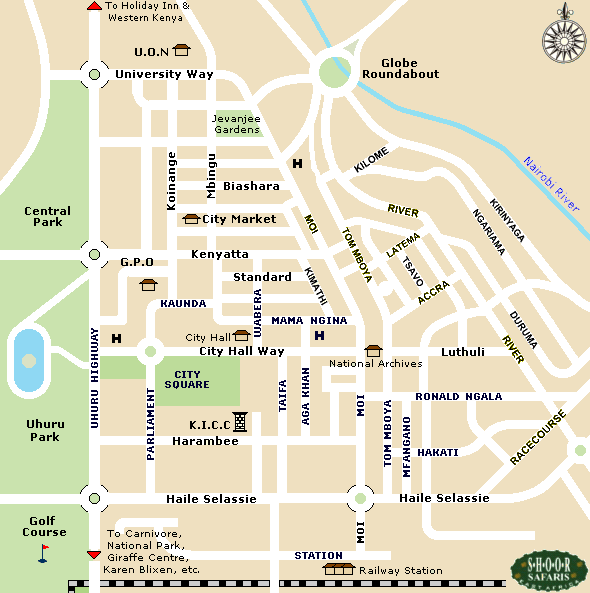 To Holiday Inn &
Western Kenya
U.O.N
University Way
Globe
Roundabout
Jevanjee
Gardens
H
KILOME
Nairobi River
Koinange
Mbingu
Biashara
Central
Park
City Market
MOI
TOM MBOYA
RIVER
KIRINYAGA
NGARIAMA
LATEMA
TSAVO
ACCRA
Kenyatta
G.P.O
Standard
KIMATHI
KAUNDA
WABERA
MAMA NGINA
DURUMA
RIVER
H
City Hall
H
City Hall Way
National Archives
Luthuli
UHURU HIGHWAY
CITY
SQUARE
PARLIAMENT
TAIFA
AGA KHAN
MOI
TOM MBOYA
MFANGANO
RONALD NGALA
Uhuru
Park
K.I.C.C
Harambee
HAKATI
RACECOURSE
Haile Selassie
Haile Selassie
Golf
Course
MOI
To Carnivore,
National Park,
Giraffe Centre,
Karen Blixen, etc.
STATION
Railway Station
SHOOR
SAFARIS